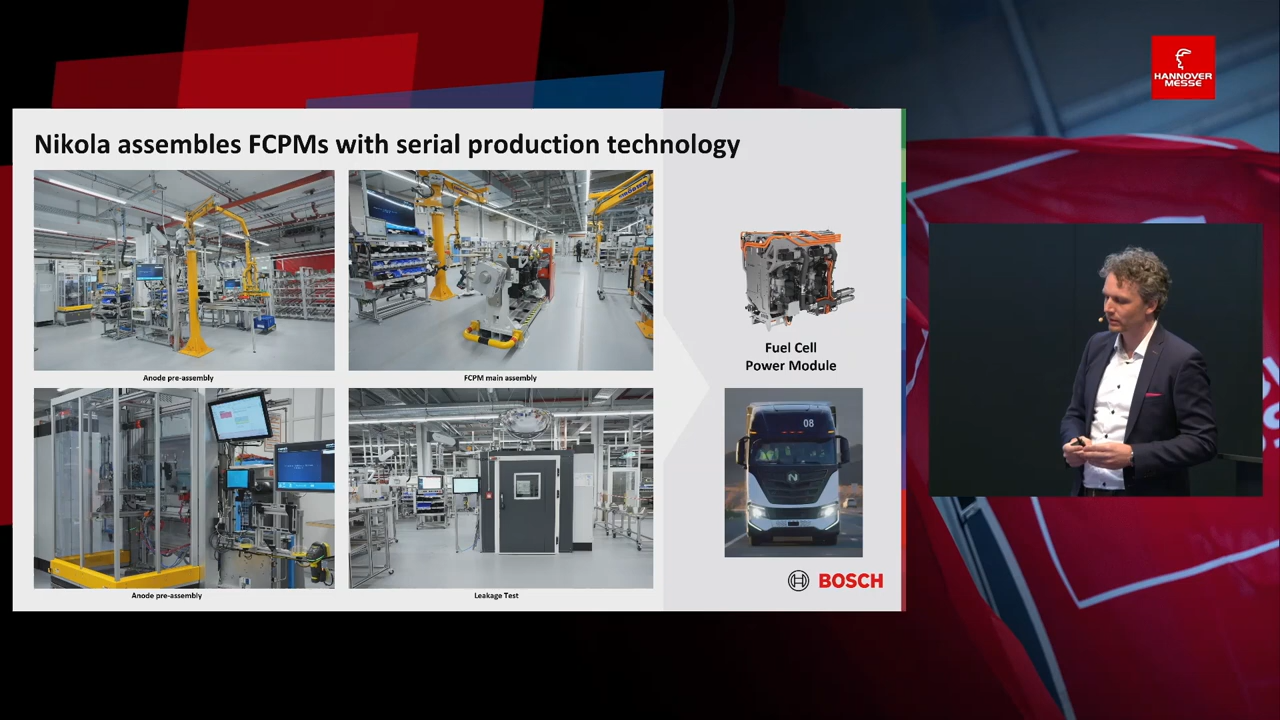 HANNOVER
MESSE
Nikola assembles FCPMs with serial production technology
Anode pre-assembly
FCPM main assembly
Fuel Cell
Power Module
08
N
Anode pre-assembly
Leakage Test
BOSCH